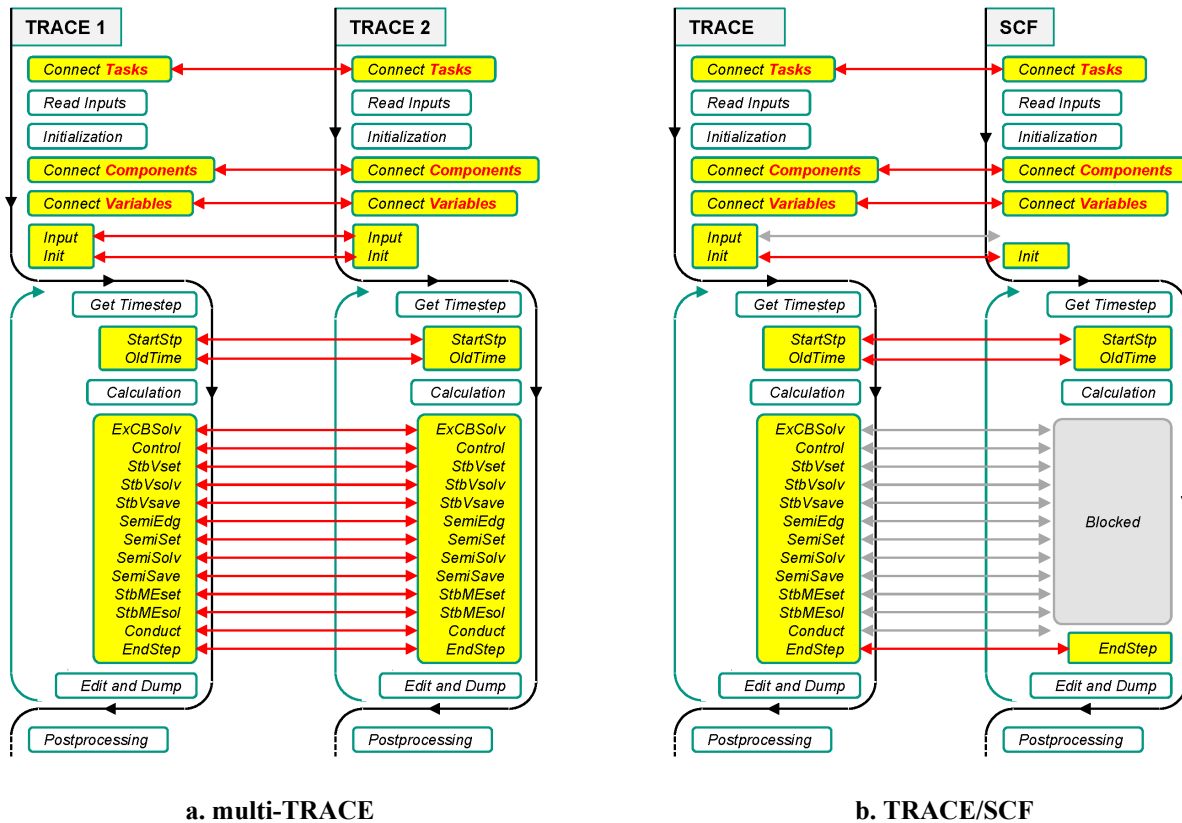 TRACE 1
Connect Tasks
Read Inputs
Initialization
Connect Components
Connect Variables
Input
Init
Get Timestep
StartStp
OldTime
Calculation
ExCBSolv
Control
StbVset
StbVsolv
StbVsave
SemiEdg
SemiSet
SemiSolv
SemiSave
StbMEset
StbMEsol
Conduct
EndStep
Edit and Dump
Postprocessing
TRACE 2
Connect Tasks
Read Inputs
Initialization
Connect Components
Connect Variables
Input
Init
Get Timestep
StartStp
OldTime
Calculation
ExCBSolv
Control
StbVset
StbVsolv
StbVsave
SemiEdg
SemiSet
SemiSolv
SemiSave
StbMEset
StbMEsol
Conduct
EndStep
Edit and Dump
Postprocessing
a. multi-TRACE
TRACE
Connect Tasks
Read Inputs
Initialization
Connect Components
Connect Variables
Input
Init
Get Timestep
StartStp
OldTime
Calculation
ExCBSolv
Control
StbVset
StbVsolv
StbVsave
SemiEdg
SemiSet
SemiSolv
SemiSave
StbMEset
StbMEsol
Conduct
EndStep
Edit and Dump
Postprocessing
SCF
Connect Tasks
Read Inputs
Initialization
Connect Components
Connect Variables
Init
Get Timestep
StartStp
OldTime
Calculation
Blocked
EndStep
Edit and Dump
Postprocessing
b. TRACE/SCF